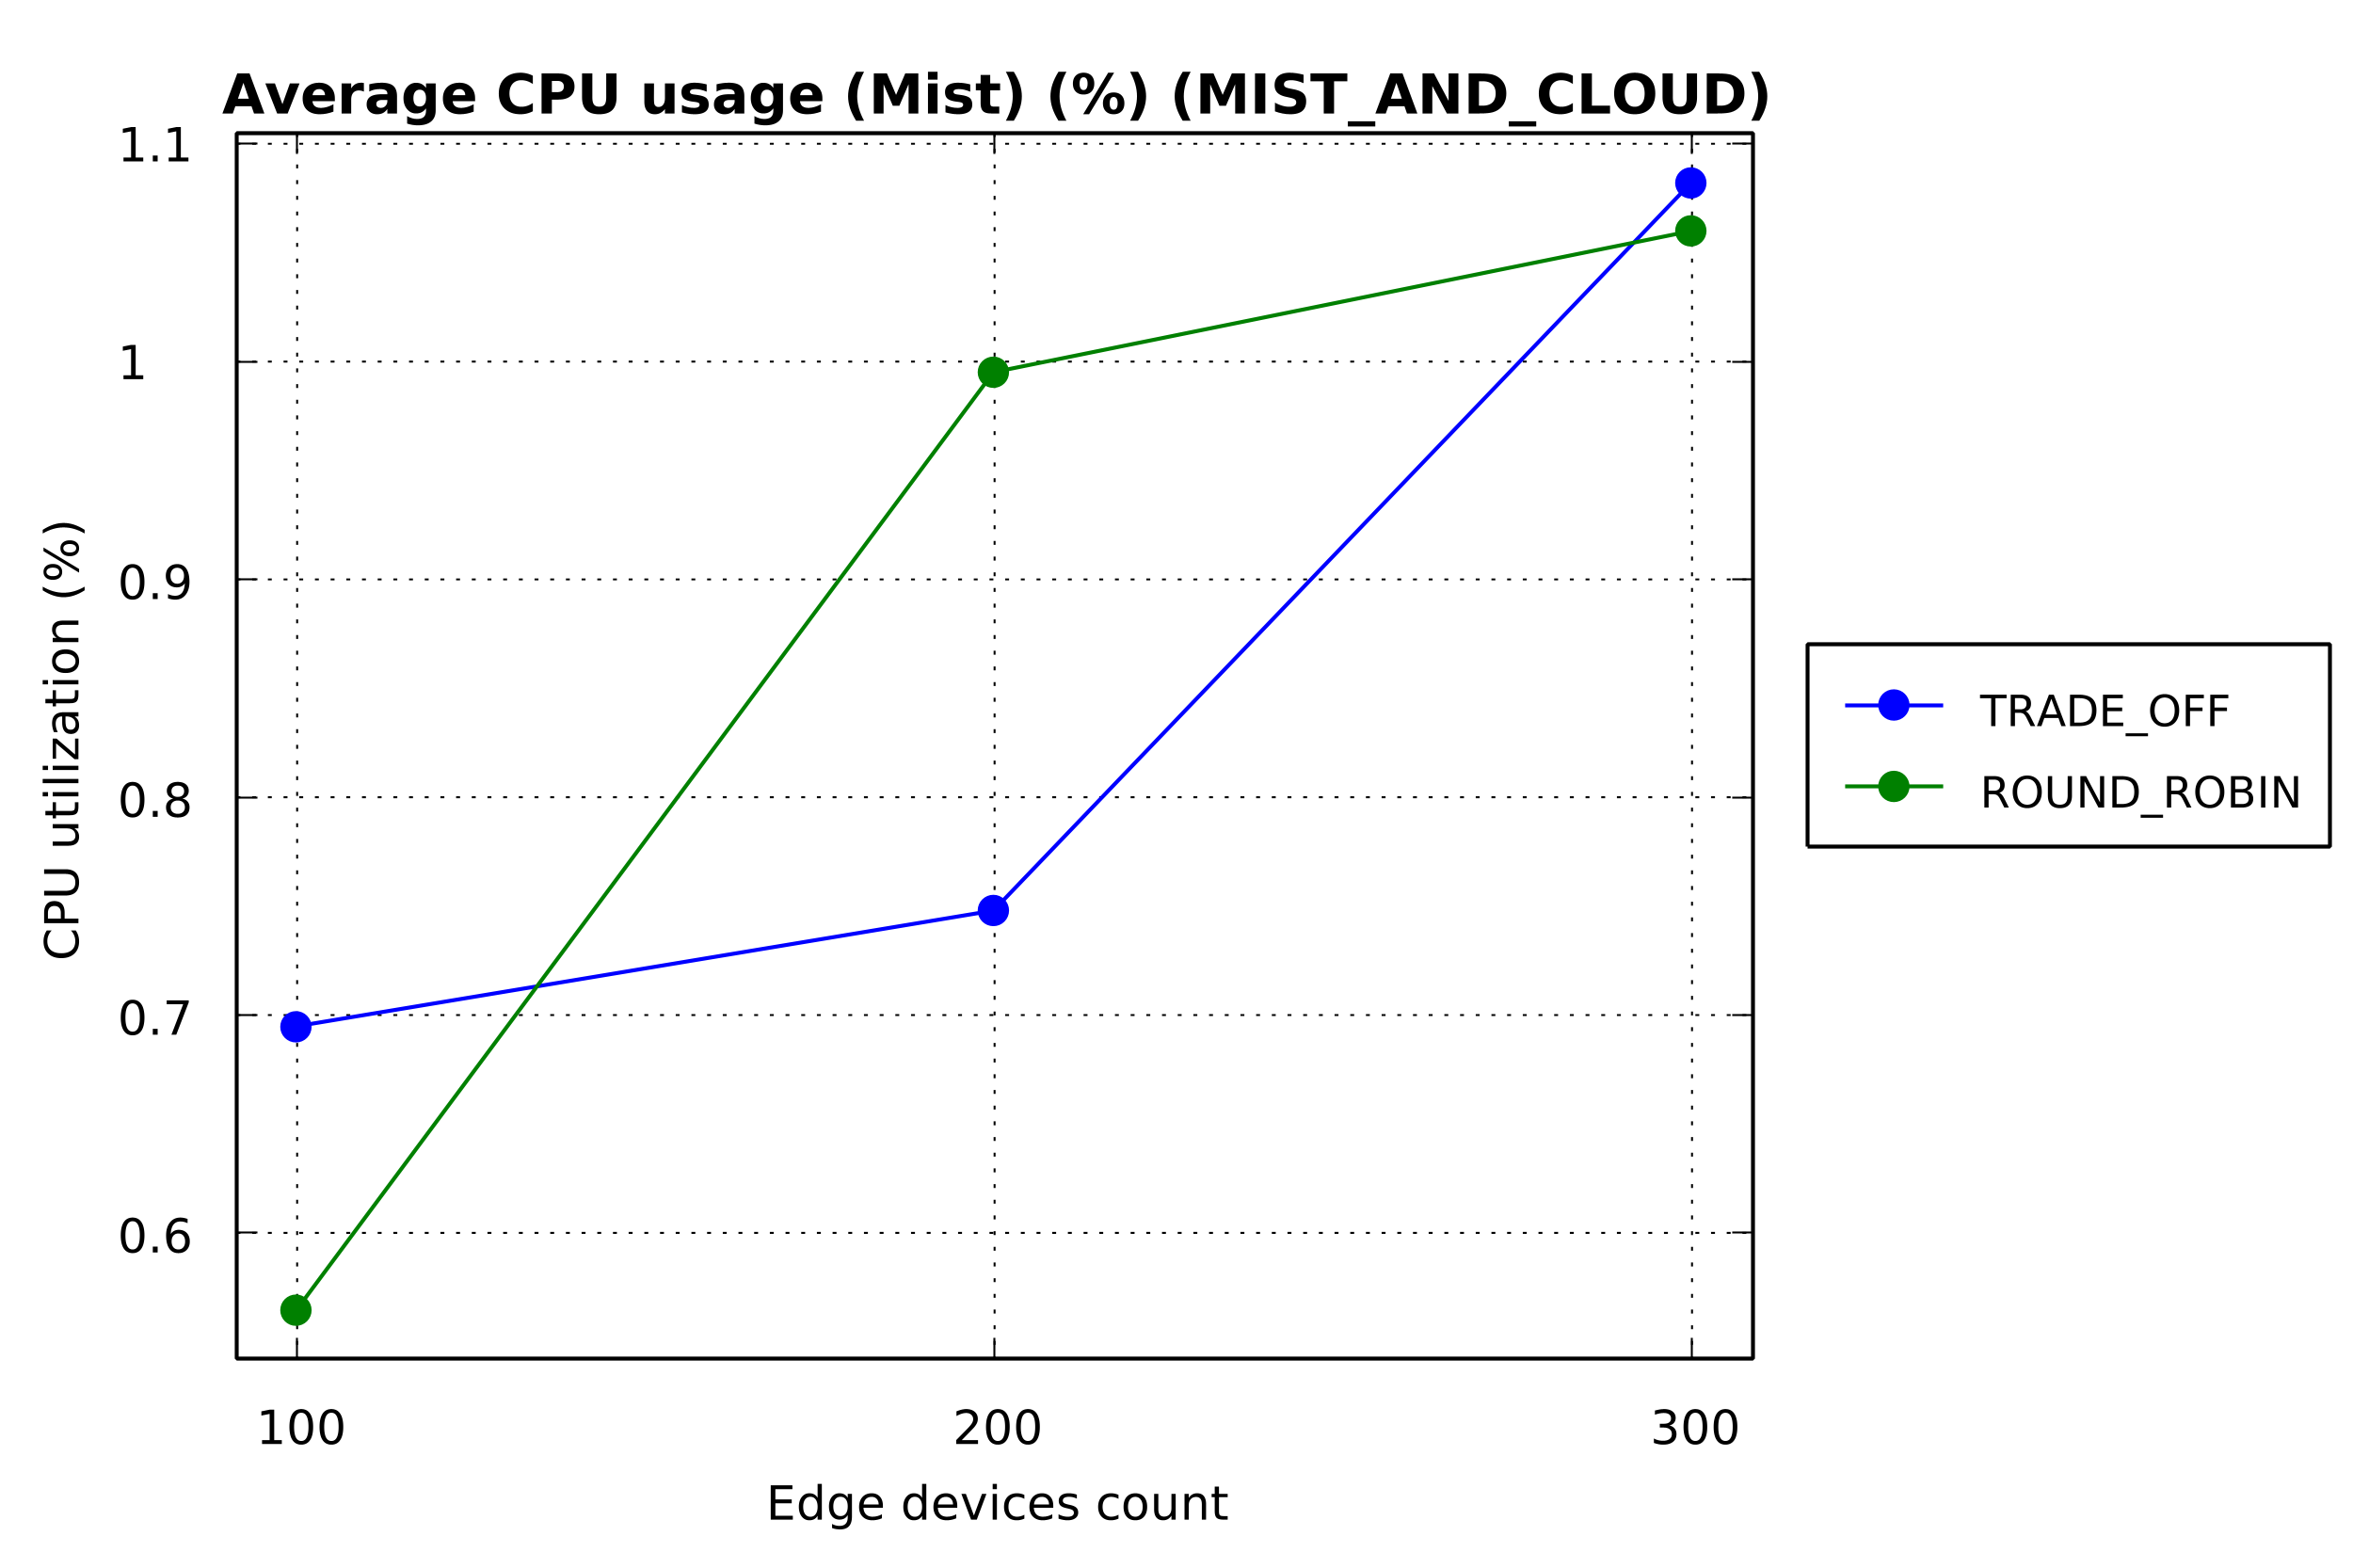 Average CPU usage (Mist) (%) (MIST_AND_CLOUD)
1.1
1
0.9
0.8
0.7
0.6
CPU utilization (%)
100 200 300
Edge devices count
TRADE_OFF
ROUND_ROBIN